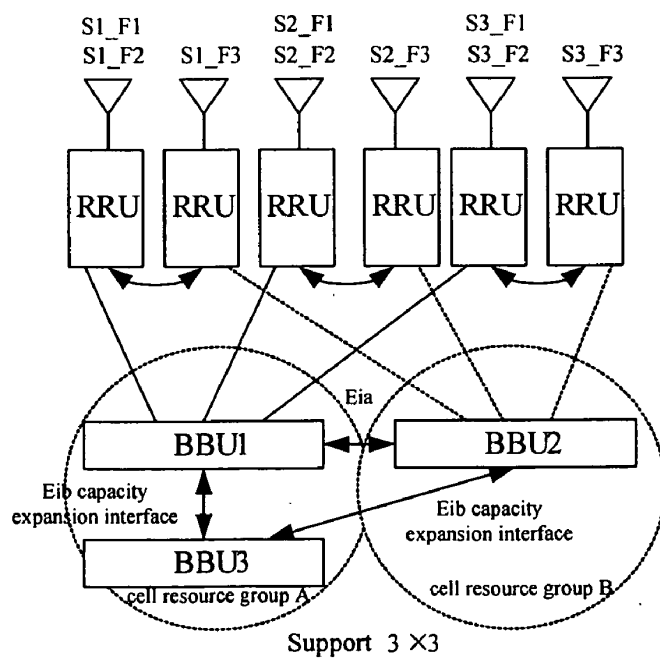 S1_F1 S2_F1 S3_F1
S1_F2 S1_F3 S2_F2 S2_F3 S3_F2 S3_F3
RRU RRU RRU RRU RRU RRU
Eia
BBU1 BBU2
Eib capacity
expansion interface
Eib capacity
expansion interface
BBU3
cell resource group A
cell resource group B
Support 3 ×3